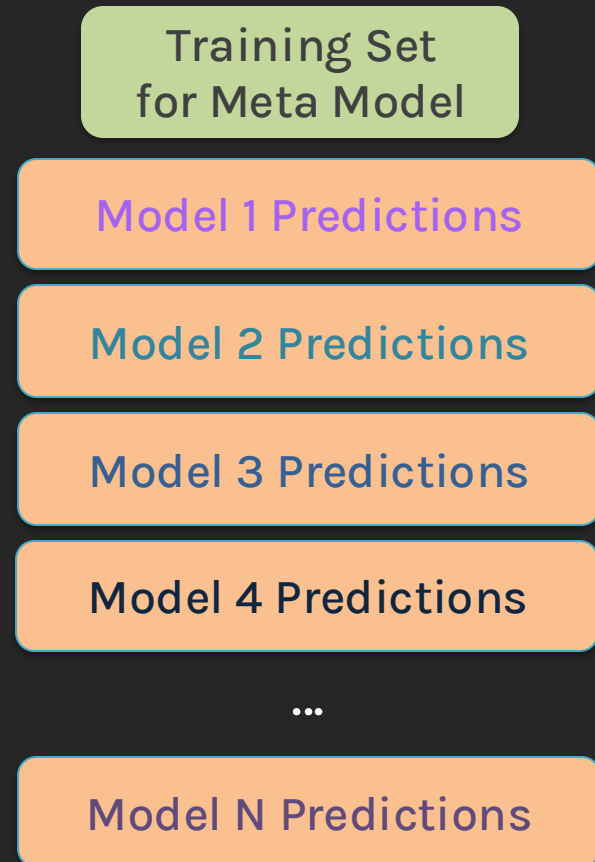 Training Set
for Meta Model
Model 1 Predictions
Model 2 Predictions
Model 3 Predictions
Model 4 Predictions
...
Model N Predictions